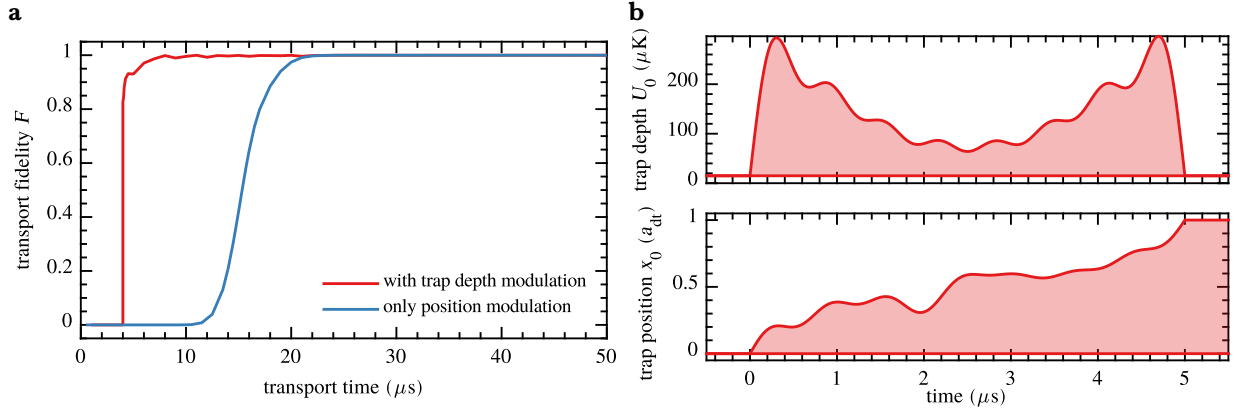 a
transport fidelity F
1
0.8
0.6
0.4
0.2
0
with trap depth modulation
only position modulation
0 10 20 30 40 50
transport time (μs)
b
trap depth U₀ (μK)
200
100
0
trap position x₀ (a_dt)
1
0.5
0
0 1 2 3 4 5
time (μs)